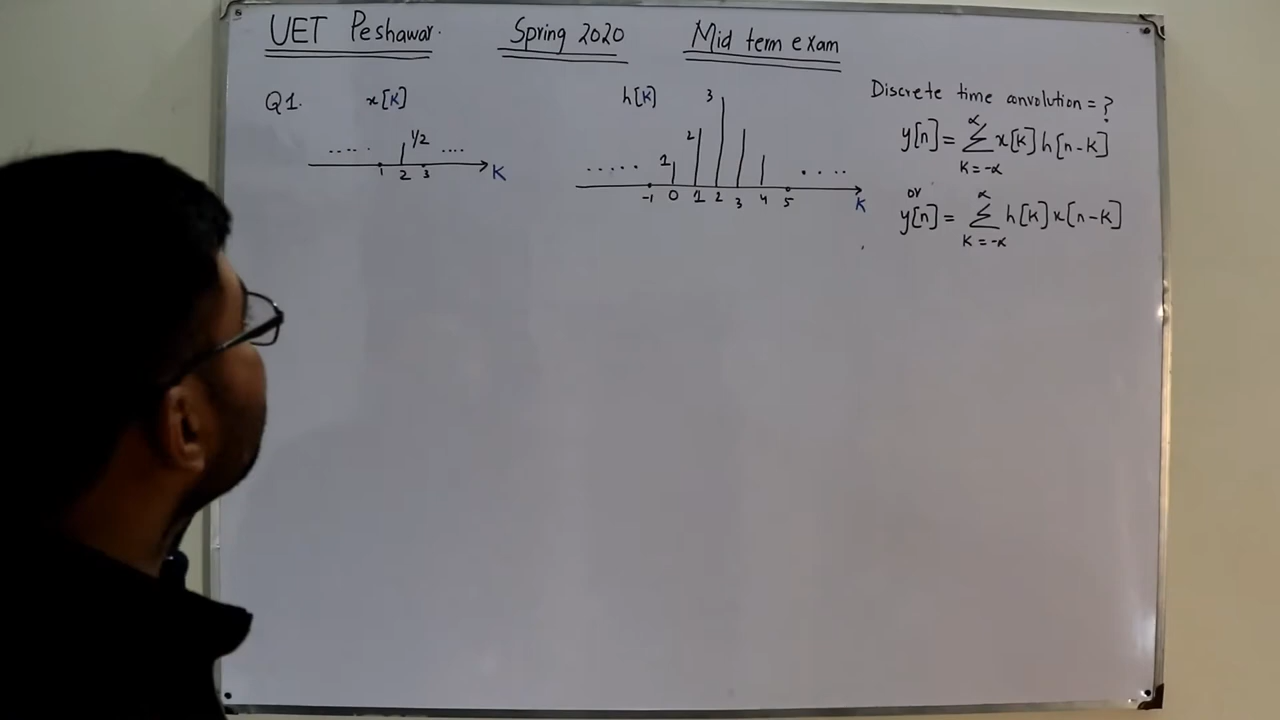 UET Peshawar. Spring 2020 Mid term exam
Q1. x[K] h[K] Discrete time convolution = ?
1/2
..... ....
1 2 3 K
3
2
1
..... ....
-1 0 1 2 3 4 5 K
y[n] = ∑ x[K] h[n-K]
∝
K = -∝
or
y[n] = ∑ h[K] x[n-K]
∝
K = -∝